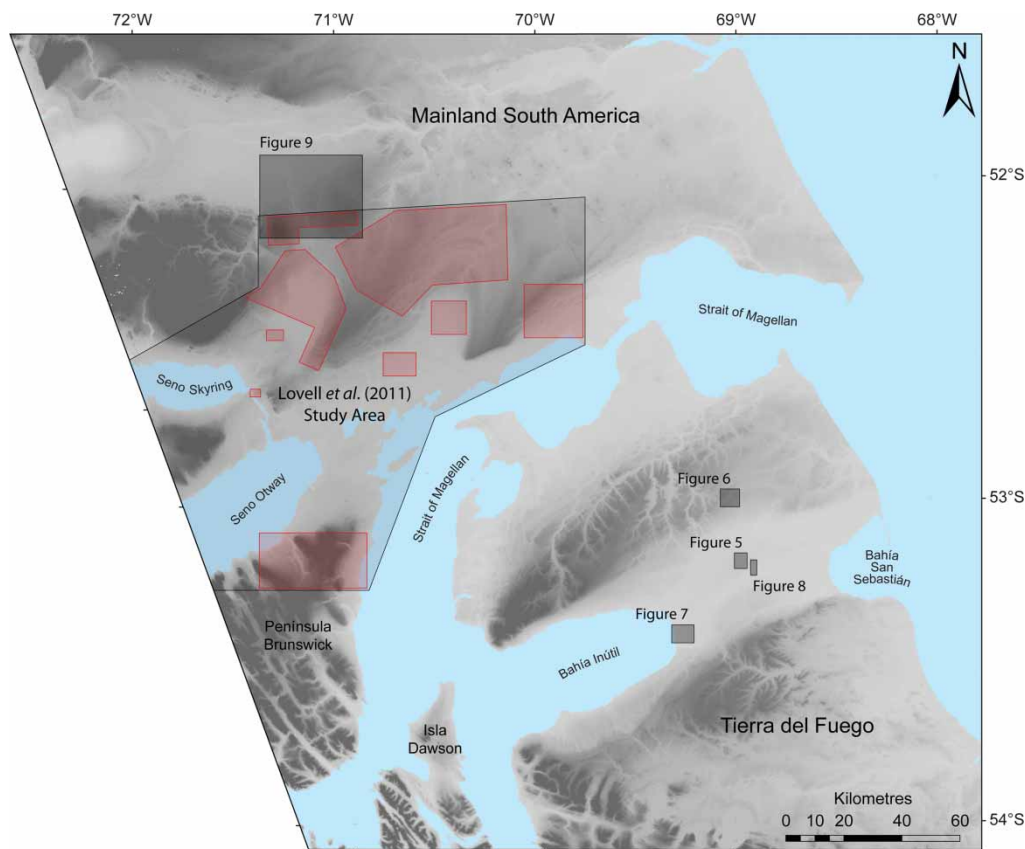 72°W
71°W
70°W
69°W
68°W
N
Mainland South America
Figure 9
52°S
Strait of Magellan
Seno Skyring
Lovell et al. (2011)
Study Area
Strait of Magellan
Seno Otway
Figure 6
53°S
Figure 5
Bahía
San
Sebastián
Figure 8
Figure 7
Península
Brunswick
Bahía Inútil
Isla
Dawson
Tierra del Fuego
Kilometres
0 10 20 40 60
54°S